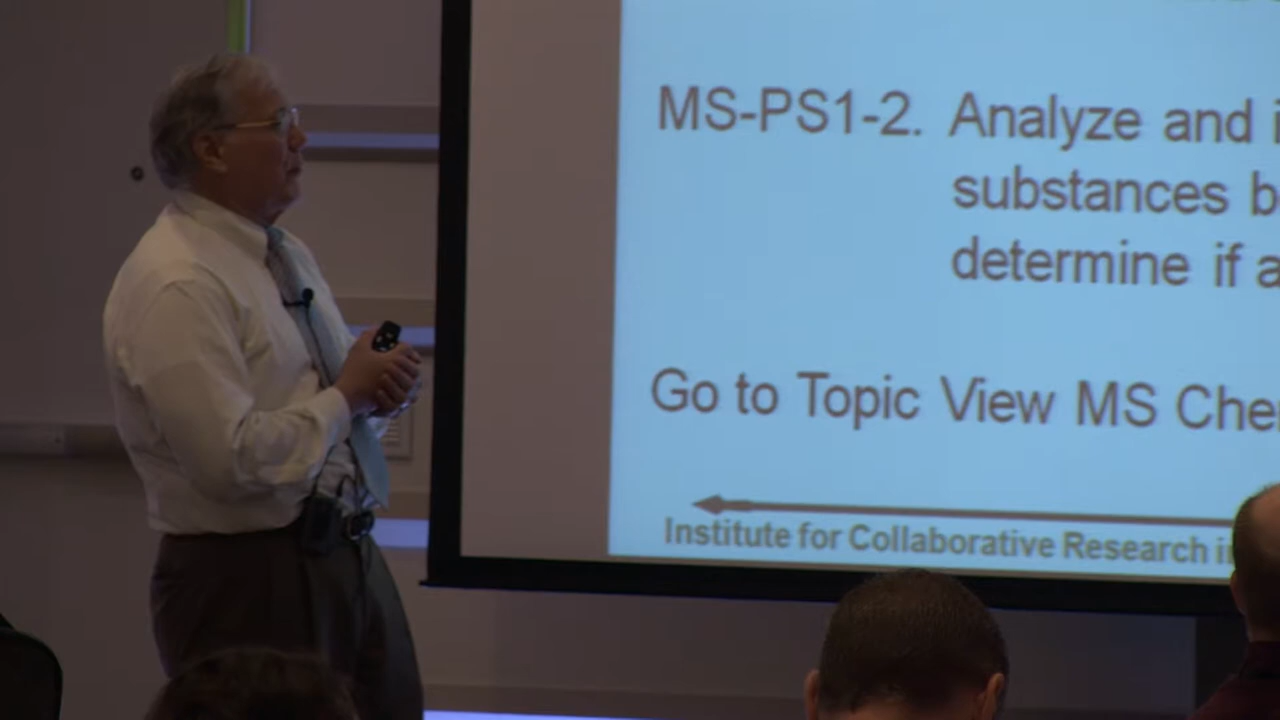 MS-PS1-2. Analyze and
substances
determine if
Go to Topic View MS
Institute for Collaborative Research